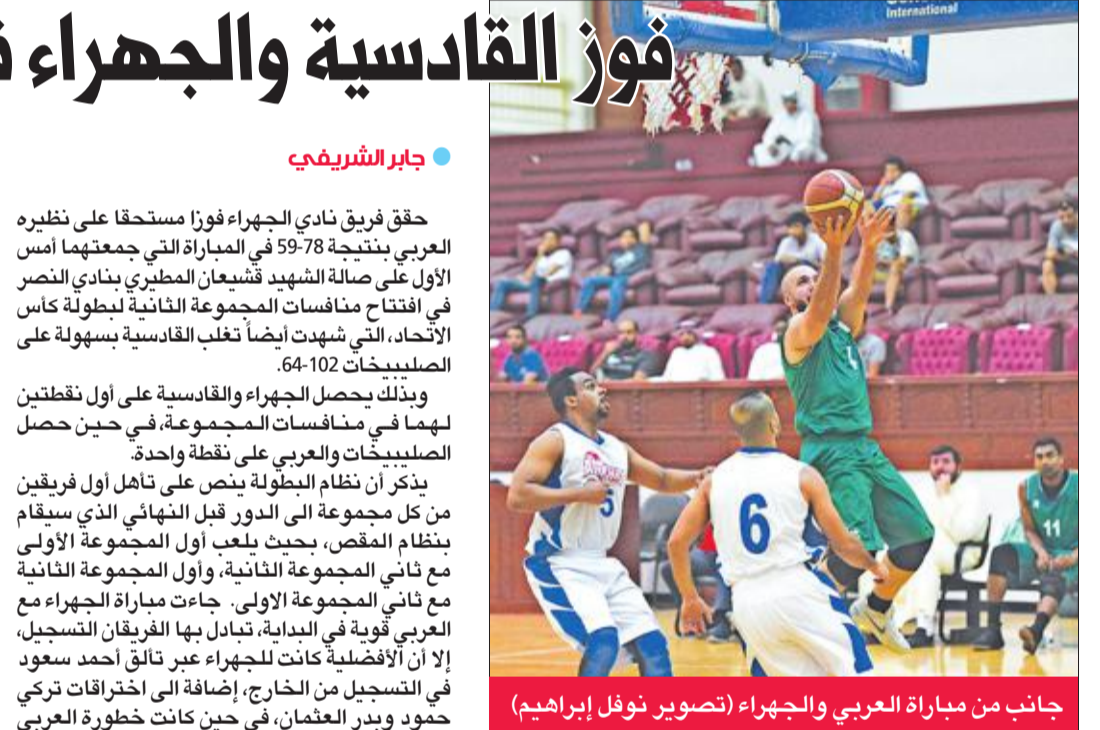 فوز القادسية والجهراء
جابر الشريفي
حقق فريق نادي الجهراء فوزا مستحقا على نظيره
العربي بنتيجة 78-59 في المباراة التي جمعتهما أمس
الأول على صالة الشهيد قشيعان المطيري بنادي النصر
في افتتاح منافسات المجموعة الثانية لبطولة كأس
الاتحاد، التي شهدت أيضاً تغلب القادسية بسهولة على
الصليبيخات 102-64.
وبذلك يحصل الجهراء والقادسية على أول نقطتين
لهما في منافسات المجموعة، في حين حصل
الصليبيخات والعربي على نقطة واحدة.
يذكر أن نظام البطولة ينص على تأهل أول فريقين
من كل مجموعة الى الدور قبل النهائي الذي سيقام
بنظام المقص، بحيث يلعب أول المجموعة الأولى
مع ثاني المجموعة الثانية، وأول المجموعة الثانية
مع ثاني المجموعة الاولى. جاءت مباراة الجهراء مع
العربي قوية في البداية، تبادل بها الفريقان التسجيل،
إلا أن الأفضلية كانت للجهراء عبر تألق أحمد سعود
في التسجيل من الخارج، إضافة الى اختراقات تركي
حمود وبدر العثمان، في حين كانت خطورة العربي
International
5
6
11
جانب من مباراة العربي والجهراء (تصوير نوفل إبراهيم)